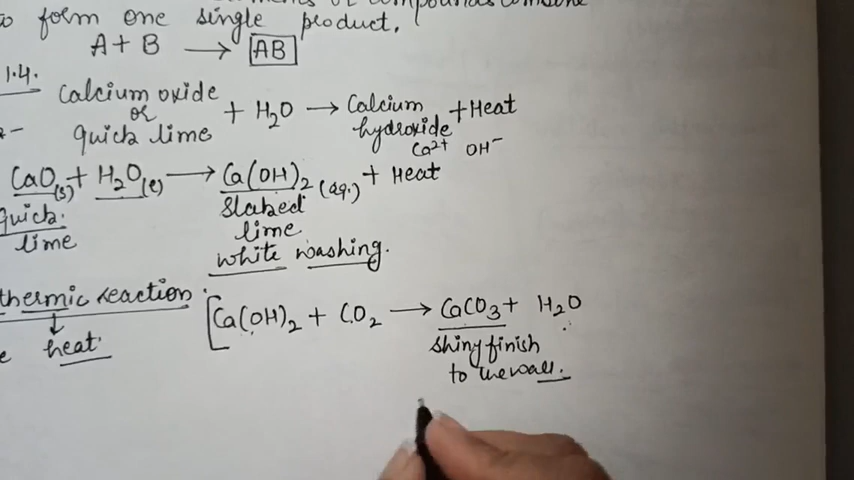 to form one single product.
A + B ⟶ AB
1.4.
Calcium oxide or quick lime + H₂O ⟶ Calcium hydroxide + Heat
Ca²⁺ OH⁻
CaO(s) + H₂O(l) ⟶ Ca(OH)₂ (aq.) + Heat
quick lime
slaked lime
white washing.
thermic reaction.
heat.
Ca(OH)₂ + CO₂ ⟶ CaCO₃ + H₂O
shiny finish
to the wall.